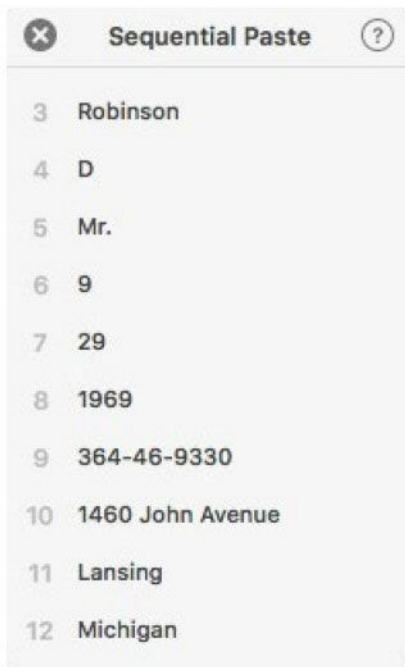 Sequential Paste ?
3 Robinson
4 D
5 Mr.
6 9
7 29
8 1969
9 364-46-9330
10 1460 John Avenue
11 Lansing
12 Michigan